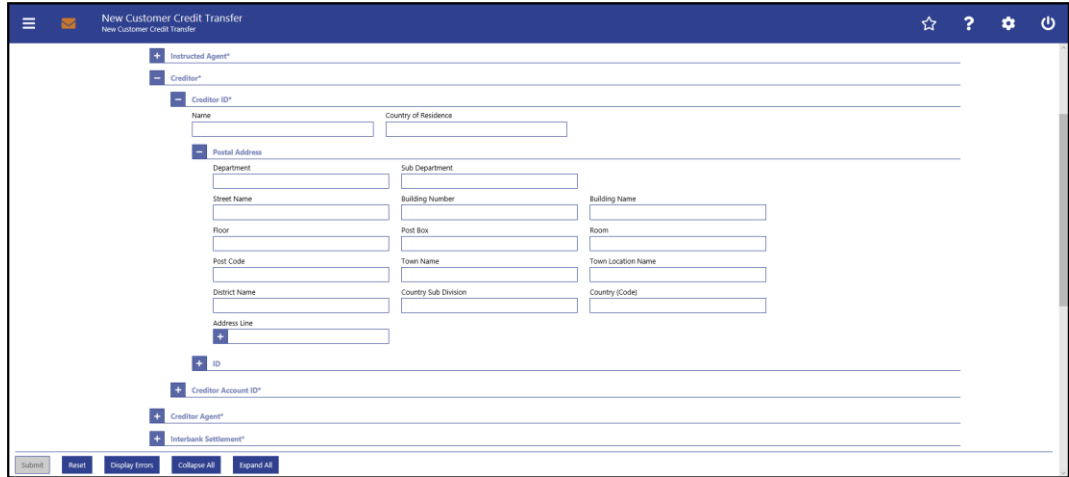 New Customer Credit Transfer
New Customer Credit Transfer
Instructed Agent*
Creditor*
Creditor ID*
Name Country of Residence
Postal Address
Department Sub Department
Street Name Building Number Building Name
Floor Post Box Room
Post Code Town Name Town Location Name
District Name Country Sub Division Country (Code)
Address Line
ID
Creditor Account ID*
Creditor Agent*
Interbank Settlement*
Submit Reset Display Errors Collapse All Expand All